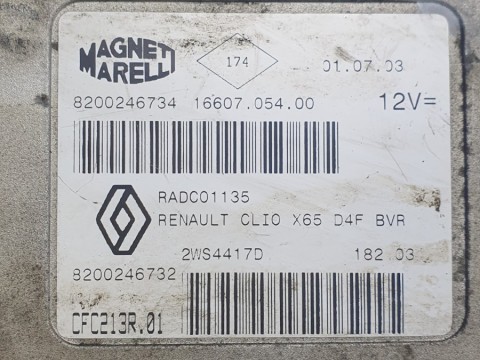 MAGNETI MARELLI
174
01.07.03
8200246734 16607.054.00 12V=
RADC01135
RENAULT CLIO X65 D4F BVR
2WS4417D 182.03
8200246732
CFC213R.01